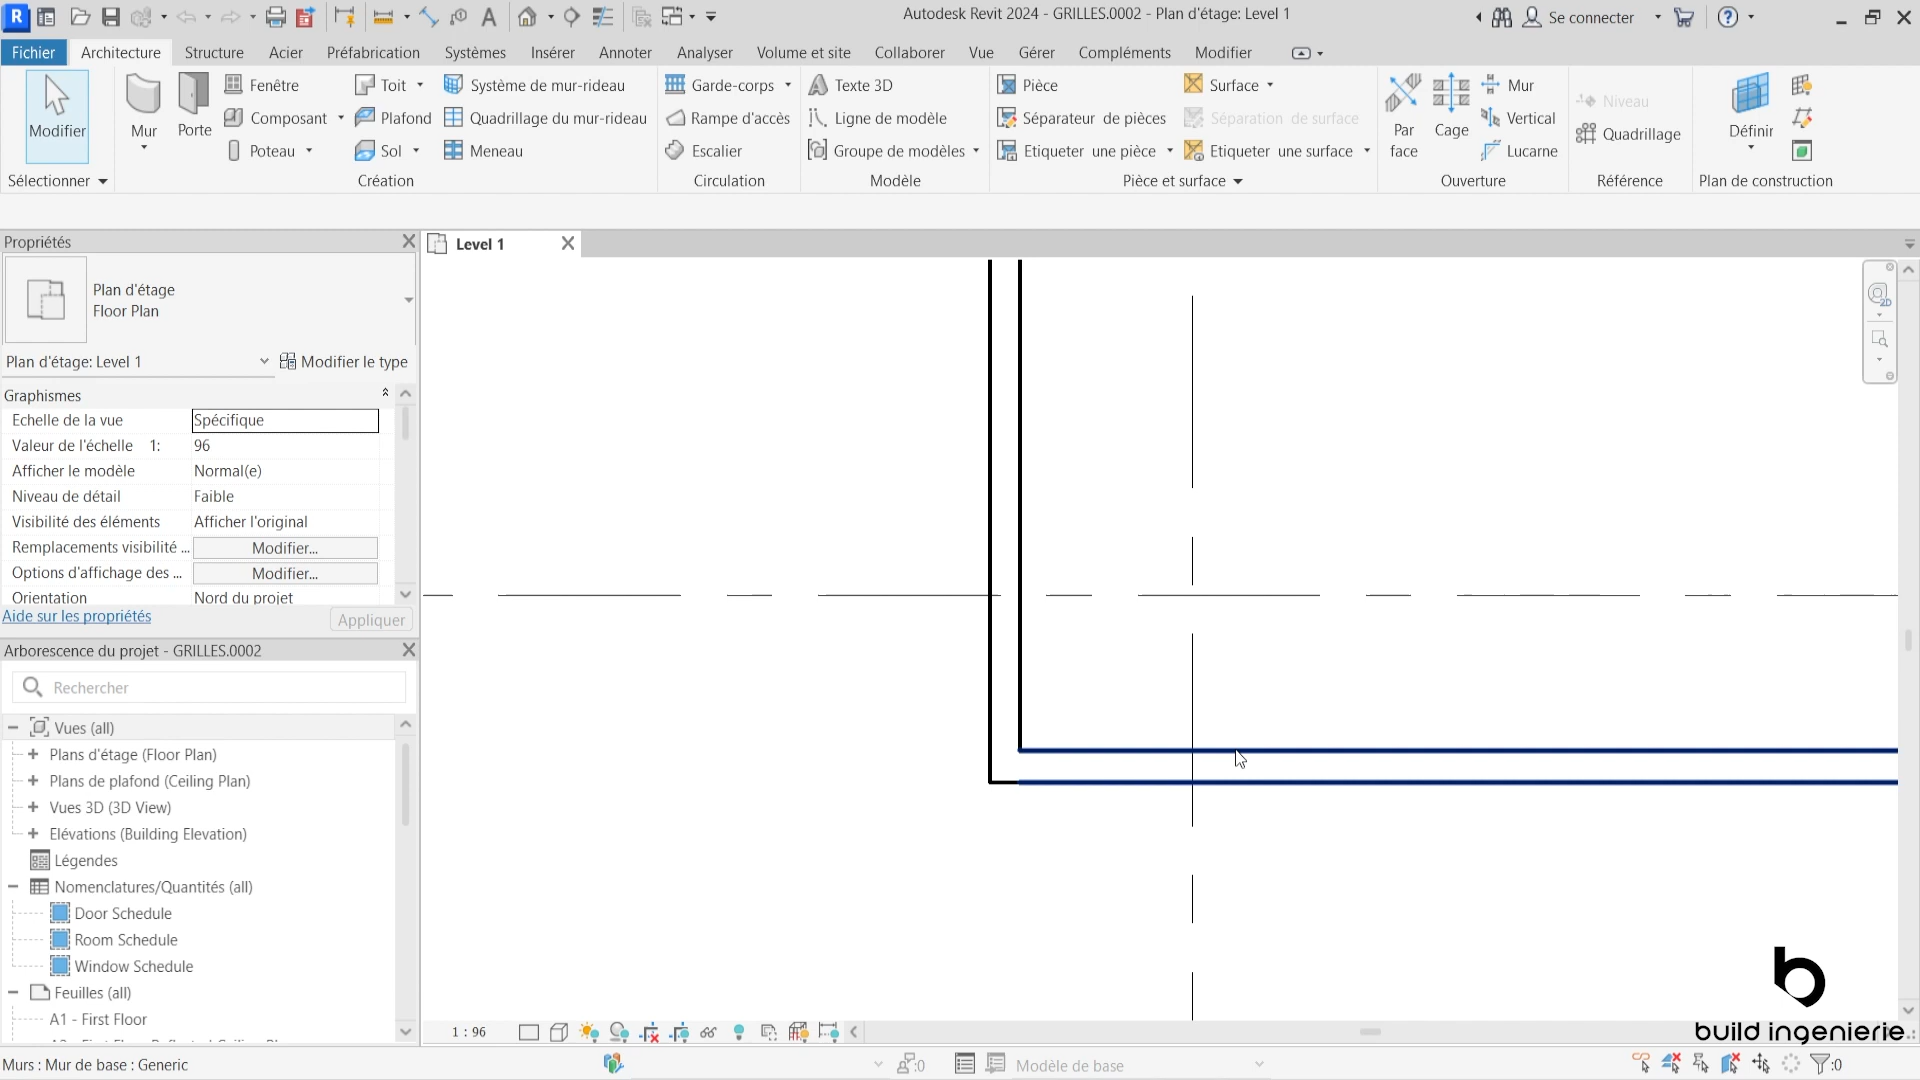 Autodesk Revit 2024 - GRILLES.0002 - Plan d'étage: Level 1
Se connecter
Fichier Architecture Structure Acier Préfabrication Systèmes Insérer Annoter Analyser Volume et site Collaborer Vue Gérer Compléments Modifier
Modifier
Sélectionner
Mur
Porte
Fenêtre
Composant
Poteau
Toit
Plafond
Sol
Système de mur-rideau
Quadrillage du mur-rideau
Meneau
Création
Garde-corps
Rampe d'accès
Escalier
Circulation
Texte 3D
Ligne de modèle
Groupe de modèles
Modèle
Pièce
Séparateur de pièces
Etiqueter une pièce
Surface
Séparation de surface
Etiqueter une surface
Pièce et surface
Par face
Cage
Mur
Vertical
Lucarne
Ouverture
Niveau
Quadrillage
Référence
Définir
Plan de construction
Propriétés
Level 1
Plan d'étage
Floor Plan
Plan d'étage: Level 1
Modifier le type
Graphismes
Echelle de la vue Spécifique
Valeur de l'échelle 1: 96
Afficher le modèle Normal(e)
Niveau de détail Faible
Visibilité des éléments Afficher l'original
Remplacements visibilité ... Modifier...
Options d'affichage des ... Modifier...
Orientation Nord du projet
Aide sur les propriétés
Appliquer
Arborescence du projet - GRILLES.0002
Rechercher
Vues (all)
Plans d'étage (Floor Plan)
Plans de plafond (Ceiling Plan)
Vues 3D (3D View)
Elévations (Building Elevation)
Légendes
Nomenclatures/Quantités (all)
Door Schedule
Room Schedule
Window Schedule
Feuilles (all)
A1 - First Floor
2D
1 : 96
b
build ingenierie
Murs : Mur de base : Generic
:0
Modèle de base
:0